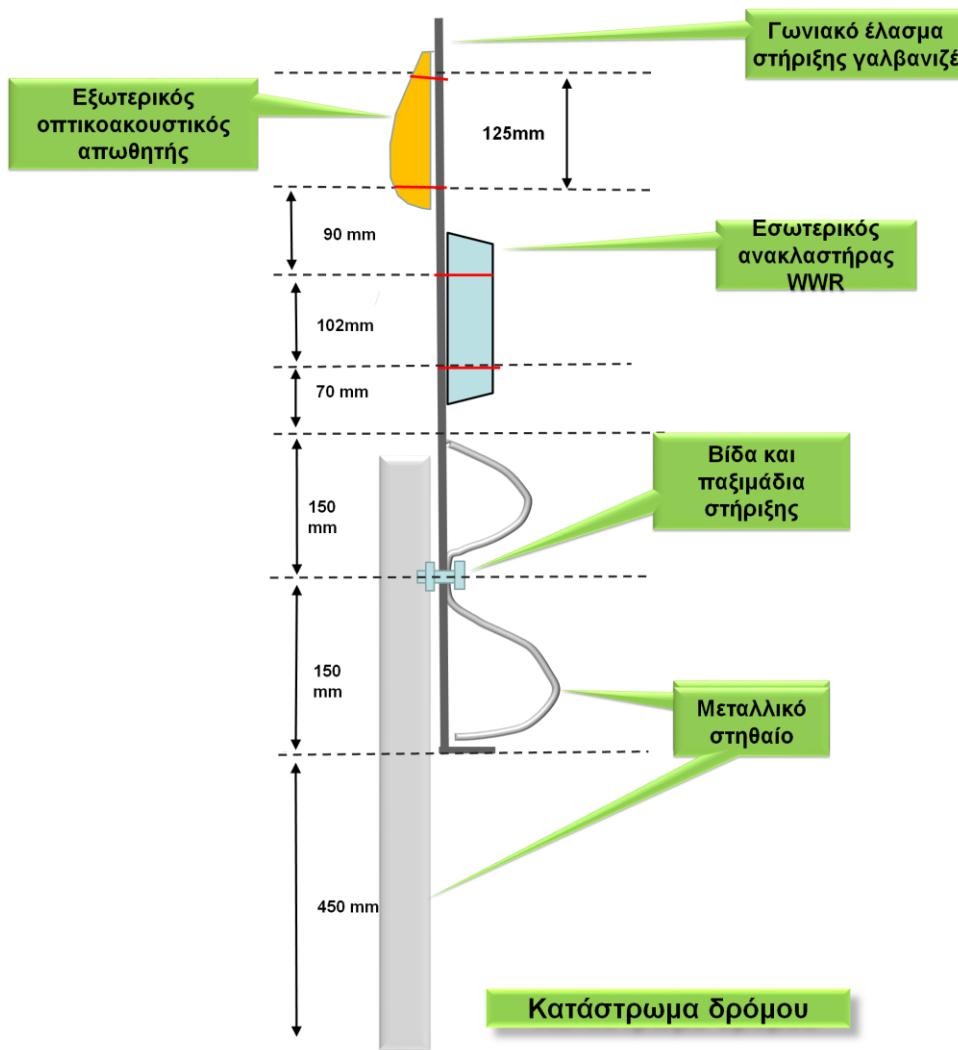 Γωνιακό έλασμα
στήριξης γαλβανιζέ
Εξωτερικός
οπτικοακουστικός
απωθητής
125mm
90 mm
Εσωτερικός
ανακλαστήρας
WWR
102mm
70 mm
Βίδα και
παξιμάδια
στήριξης
150
mm
150
mm
Μεταλλικό
στηθαίο
450 mm
Κατάστρωμα δρόμου